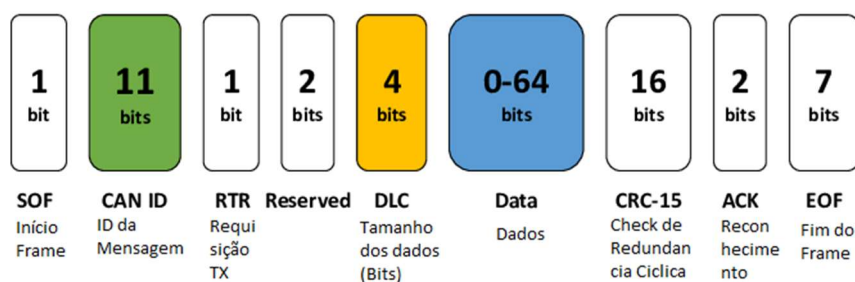 1 11 1 2 4 0-64 16 2 7
bit bits bit bits bits bits bits bits bits
SOF CAN ID RTR Reserved DLC Data CRC-15 ACK EOF
Início
Frame
ID da
Mensagem
Requi
sição
TX
Tamanho
dos dados
(Bits)
Dados
Check de
Redundan
cia Ciclica
Recon
hecime
nto
Fim do
Frame